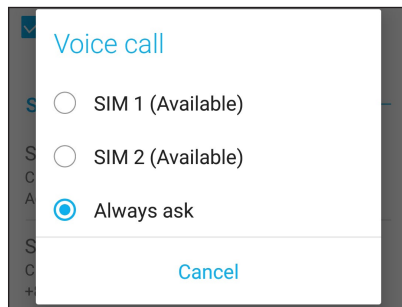 Voice call
SIM 1 (Available)
SIM 2 (Available)
Always ask
Cancel